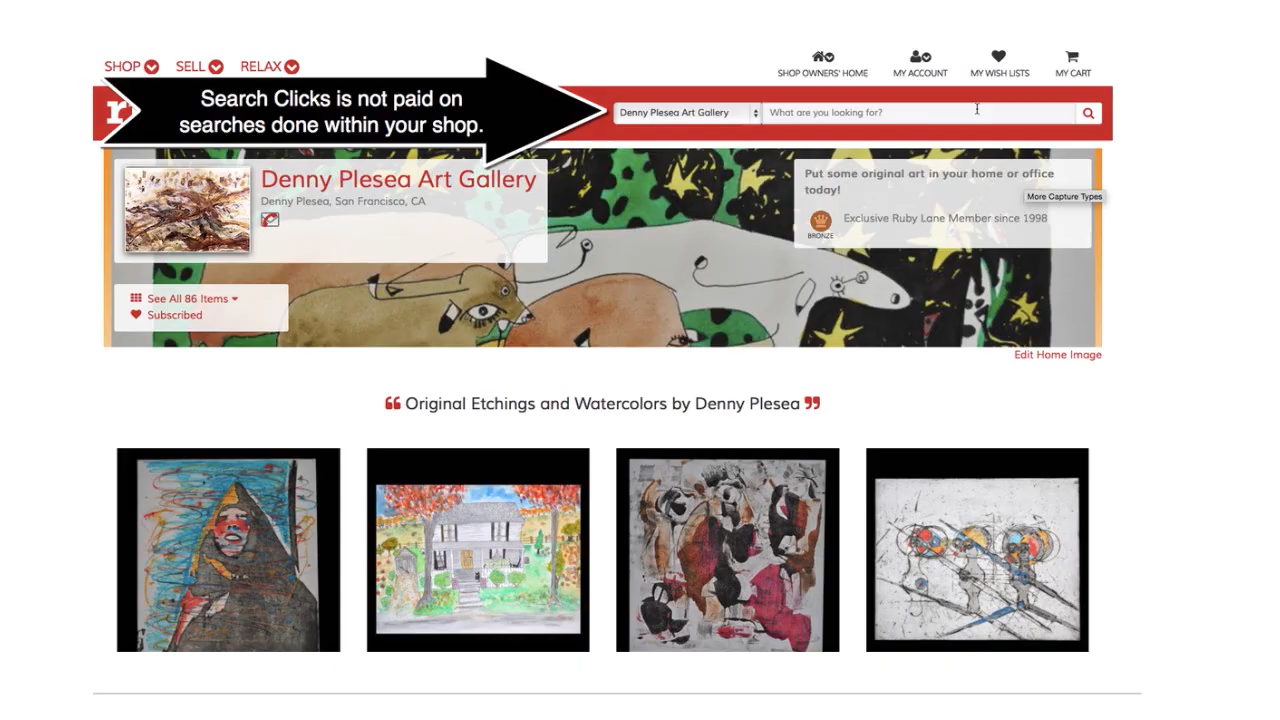 SHOP SELL RELAX
SHOP OWNERS' HOME MY ACCOUNT MY WISH LISTS MY CART
Search Clicks is not paid on
searches done within your shop.
Denny Plesea Art Gallery What are you looking for?
Denny Plesea Art Gallery
Denny Plesea, San Francisco, CA
Put some original art in your home or office
today!
More Capture Types
Exclusive Ruby Lane Member since 1998
BRONZE
See All 86 Items
Subscribed
Edit Home Image
❝ Original Etchings and Watercolors by Denny Plesea ❞